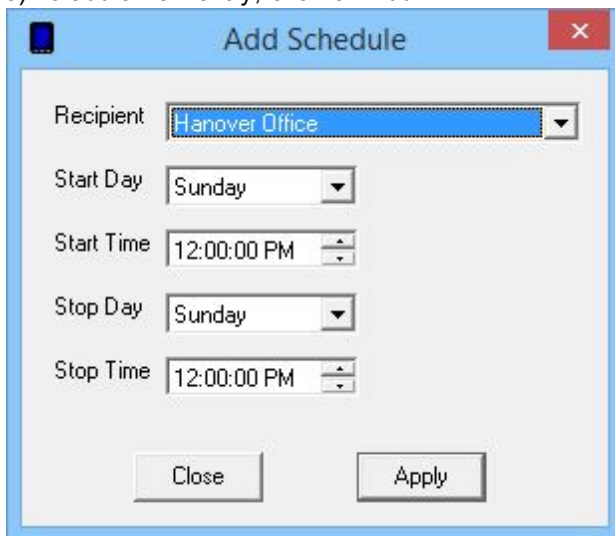 Add Schedule
Recipient Hanover Office
Start Day Sunday
Start Time 12:00:00 PM
Stop Day Sunday
Stop Time 12:00:00 PM
Close Apply